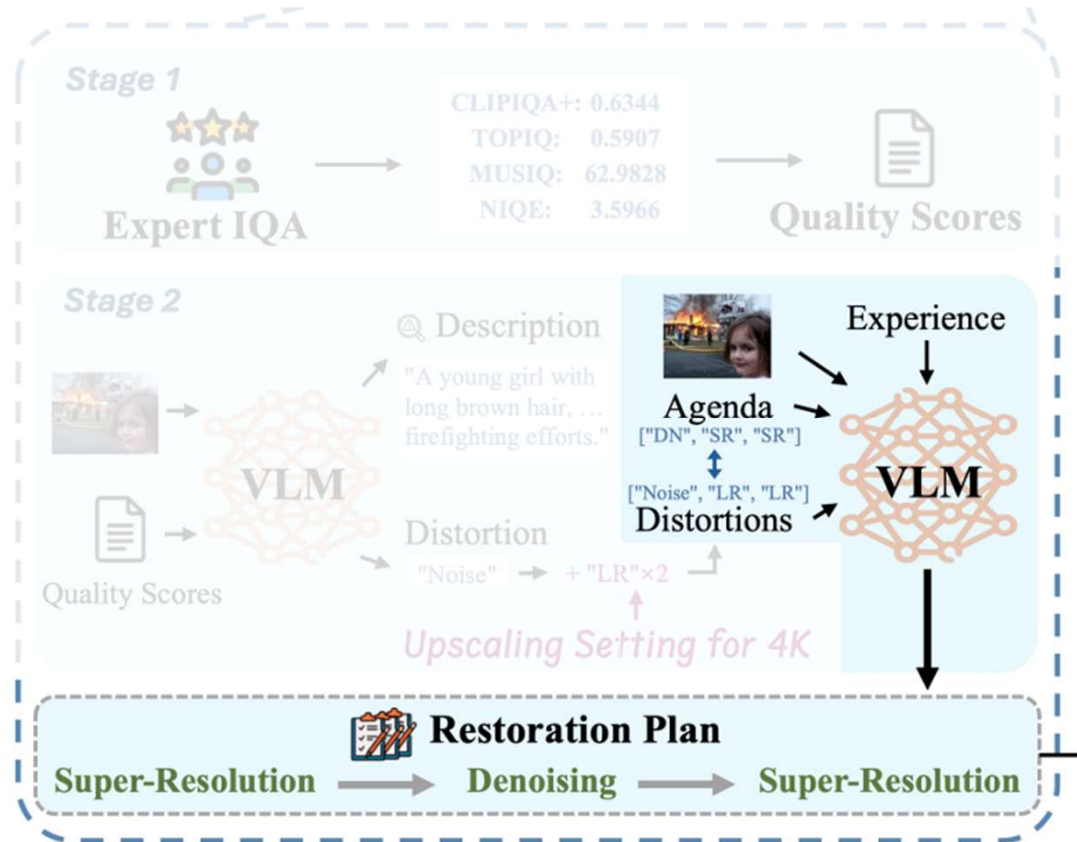 Stage 1
CLIPIQA+: 0.6344
TOPIQ: 0.5907
MUSIQ: 62.9828
NIQE: 3.5966
Expert IQA
Quality Scores
Stage 2
Description
"A young girl with
long brown hair, ...
firefighting efforts."
VLM
Quality Scores
Distortion
"Noise"
+ "LR"×2
Upscaling Setting for 4K
Experience
Agenda
["DN", "SR", "SR"]
["Noise", "LR", "LR"]
Distortions
VLM
Restoration Plan
Super-Resolution
Denoising
Super-Resolution